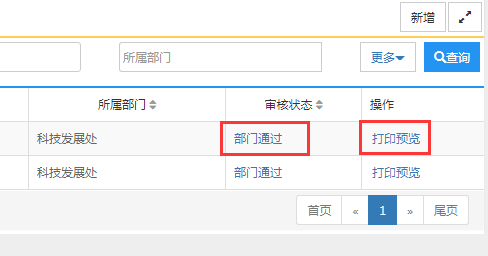 新增
所属部门 更多 查询
所属部门 审核状态 操作
科技发展处 部门通过 打印预览
科技发展处 部门通过 打印预览
首页 « 1 » 尾页